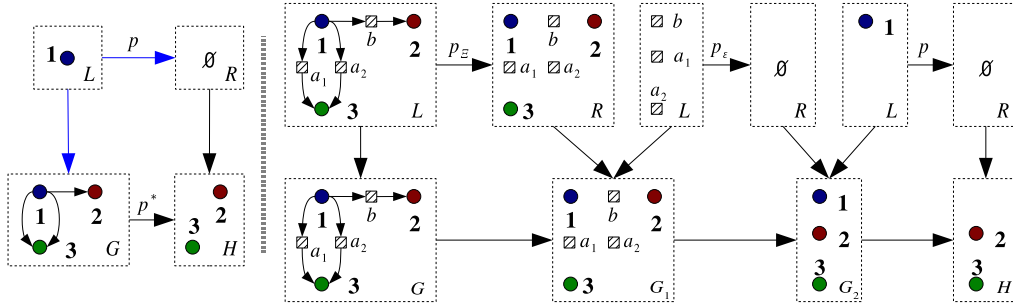 1 L p ∅ R
1 2 3 G p* 3 2 H
1 b 2 a₁ a₂ 3 L p_Ξ 1 b 2 a₁ a₂ 3 R b a₁ a₂ L p_ε ∅ R 1 L p ∅ R
1 b 2 a₁ a₂ 3 G 1 b 2 a₁ a₂ 3 G₁ 1 2 3 G₂ 2 3 H